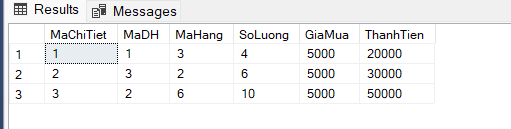 Results Messages
MaChiTiet MaDH MaHang SoLuong GiaMua ThanhTien
1 1 1 3 4 5000 20000
2 2 3 2 6 5000 30000
3 3 2 6 10 5000 50000